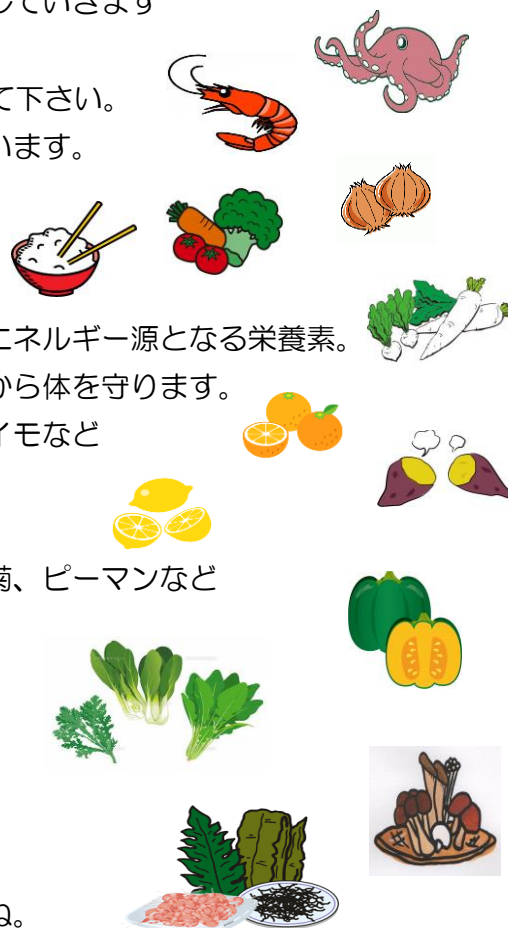 していきます
て下さい。
います。
エネルギー源となる栄養素。
から体を守ります。
イモなど
菊、ピーマンなど
ね。